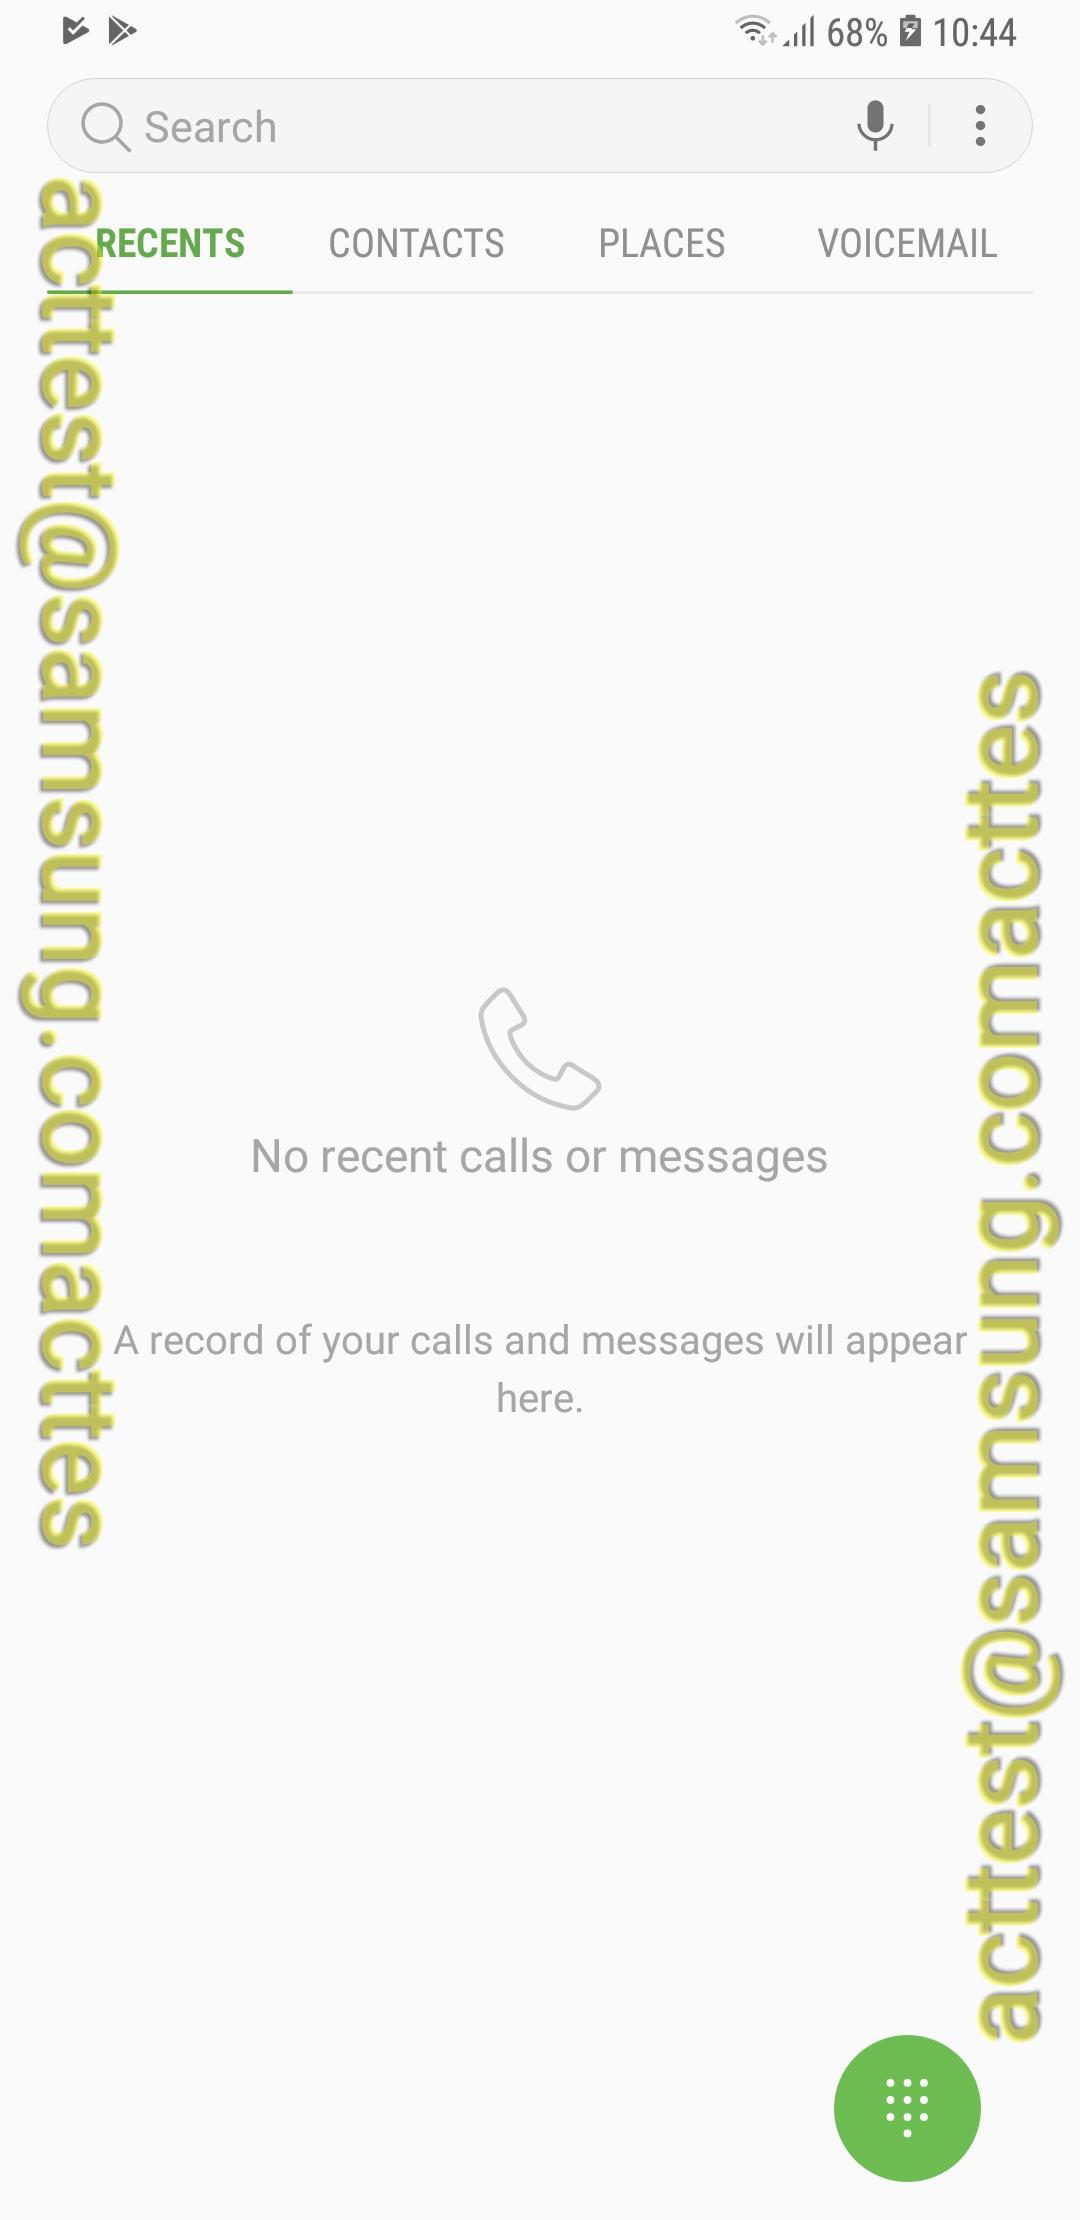 68% 10:44
Search
RECENTS CONTACTS PLACES VOICEMAIL
acttest@samsung.comacttes
acttest@samsung.comacttes
No recent calls or messages
A record of your calls and messages will appear
here.